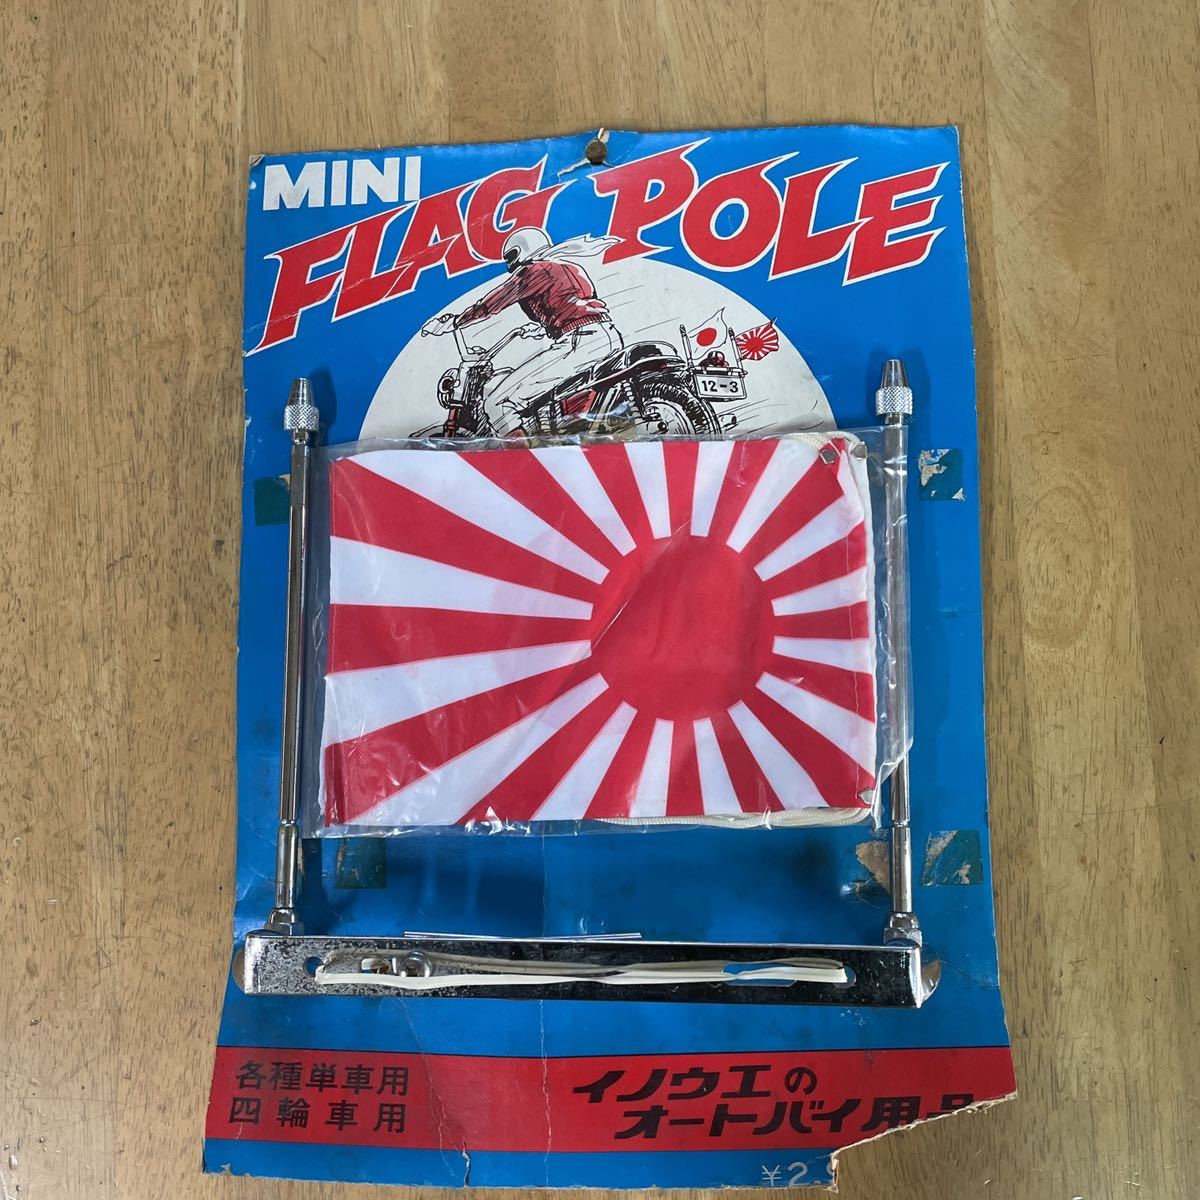 MINI
FLAG POLE
12-3
各種単車用
四輪車用
イノウエの
オートバイ用品
¥2,9